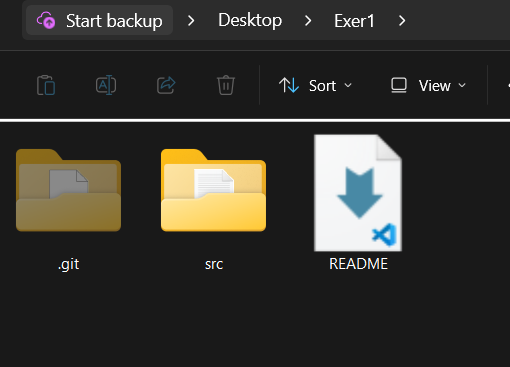 Start backup > Desktop > Exer1 >
Sort View
.git src README